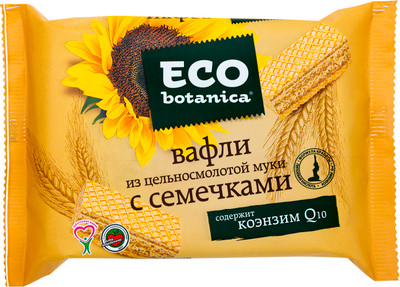 ECO
botanica®
вафли
из цельносмолотой муки
с семечками
содержит
коэнзим Q10